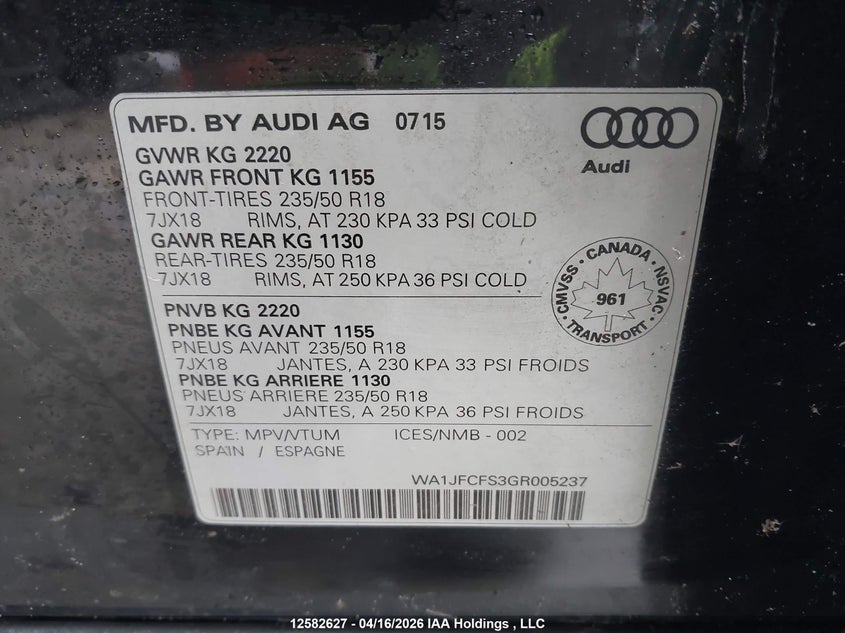 MFD. BY AUDI AG 0715
Audi
GVWR KG 2220
GAWR FRONT KG 1155
FRONT-TIRES 235/50 R18
7JX18 RIMS, AT 230 KPA 33 PSI COLD
GAWR REAR KG 1130
REAR-TIRES 235/50 R18
7JX18 RIMS, AT 250 KPA 36 PSI COLD
CMVSS - CANADA - NSVAC
961
TRANSPORT
PNVB KG 2220
PNBE KG AVANT 1155
PNEUS AVANT 235/50 R18
7JX18 JANTES, A 230 KPA 33 PSI FROIDS
PNBE KG ARRIERE 1130
PNEUS ARRIERE 235/50 R18
7JX18 JANTES, A 250 KPA 36 PSI FROIDS
TYPE: MPV/VTUM ICES/NMB - 002
SPAIN / ESPAGNE
WA1JFCFS3GR005237
12582627 - 04/16/2026 IAA Holdings , LLC